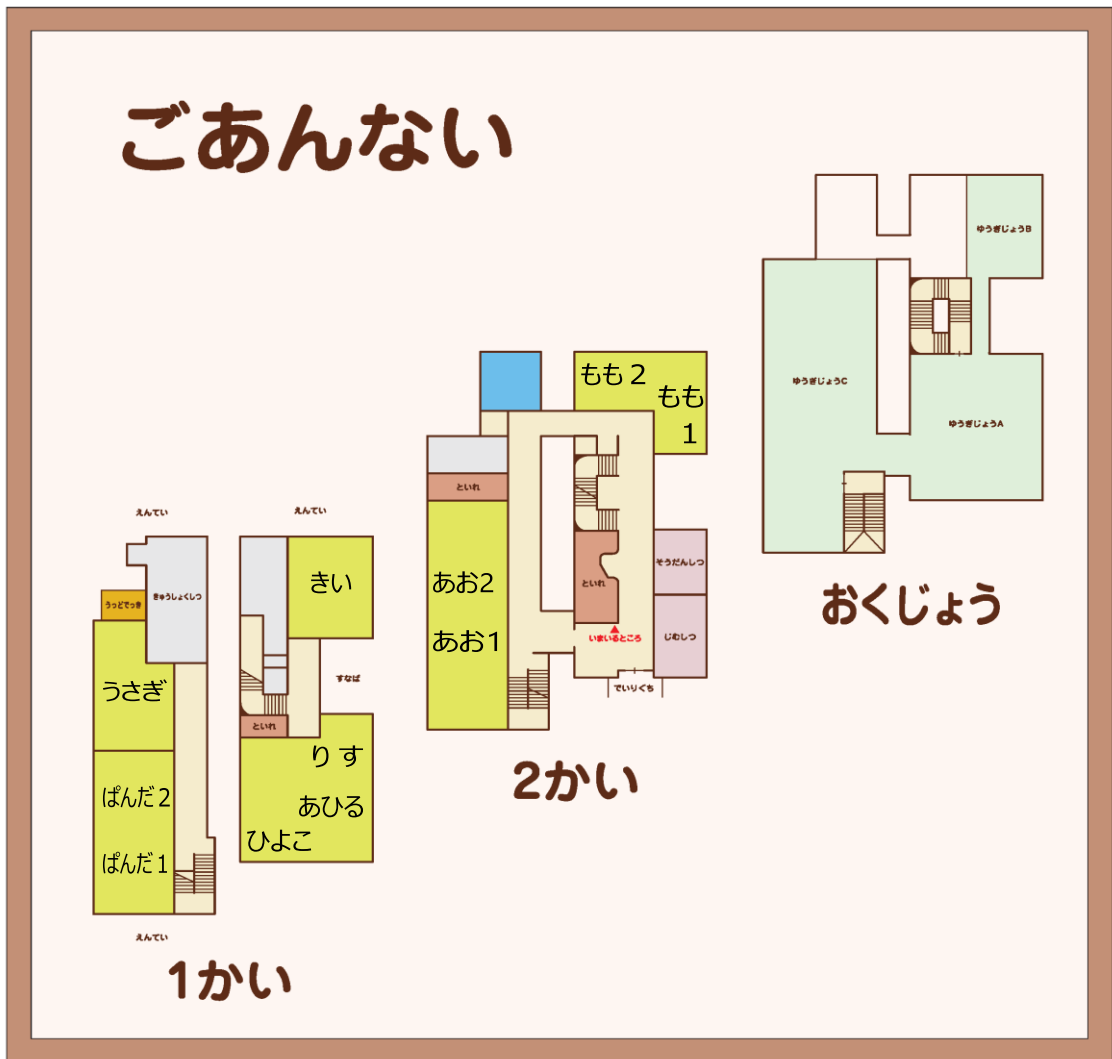 ごあんない
えんてい
えんてい
うっどでっき
きゅうしょくしつ
きい
うさぎ
すなば
といれ
ぱんだ2
ぱんだ1
りす
あひる
ひよこ
えんてい
1かい
もも2
もも
1
といれ
あお2
あお1
といれ
そうだんしつ
いまいるところ
じむしつ
でいりぐち
2かい
ゆうぎじょうB
ゆうぎじょうC
ゆうぎじょうA
おくじょう